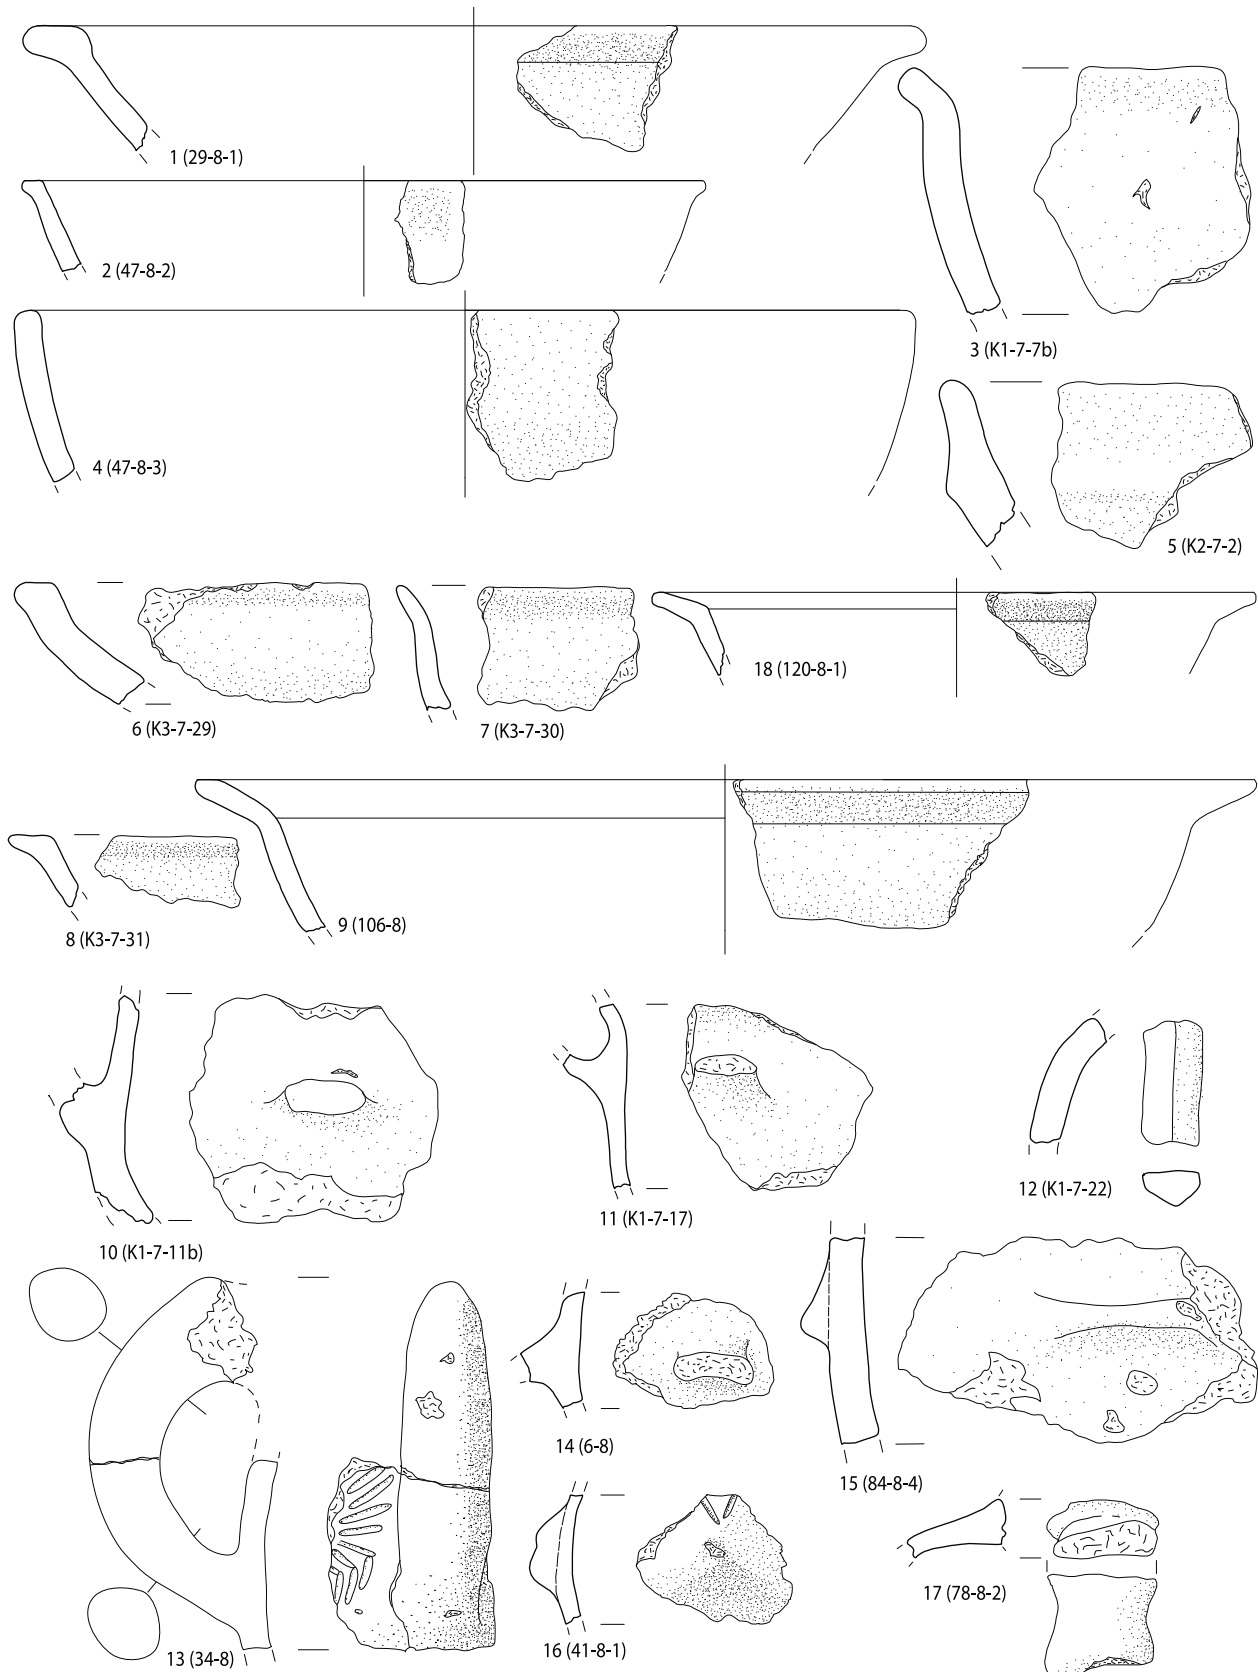 1 (29-8-1)
2 (47-8-2)
3 (K1-7-7b)
4 (47-8-3)
5 (K2-7-2)
6 (K3-7-29)
7 (K3-7-30)
18 (120-8-1)
8 (K3-7-31)
9 (106-8)
10 (K1-7-11b)
11 (K1-7-17)
12 (K1-7-22)
13 (34-8)
14 (6-8)
15 (84-8-4)
16 (41-8-1)
17 (78-8-2)